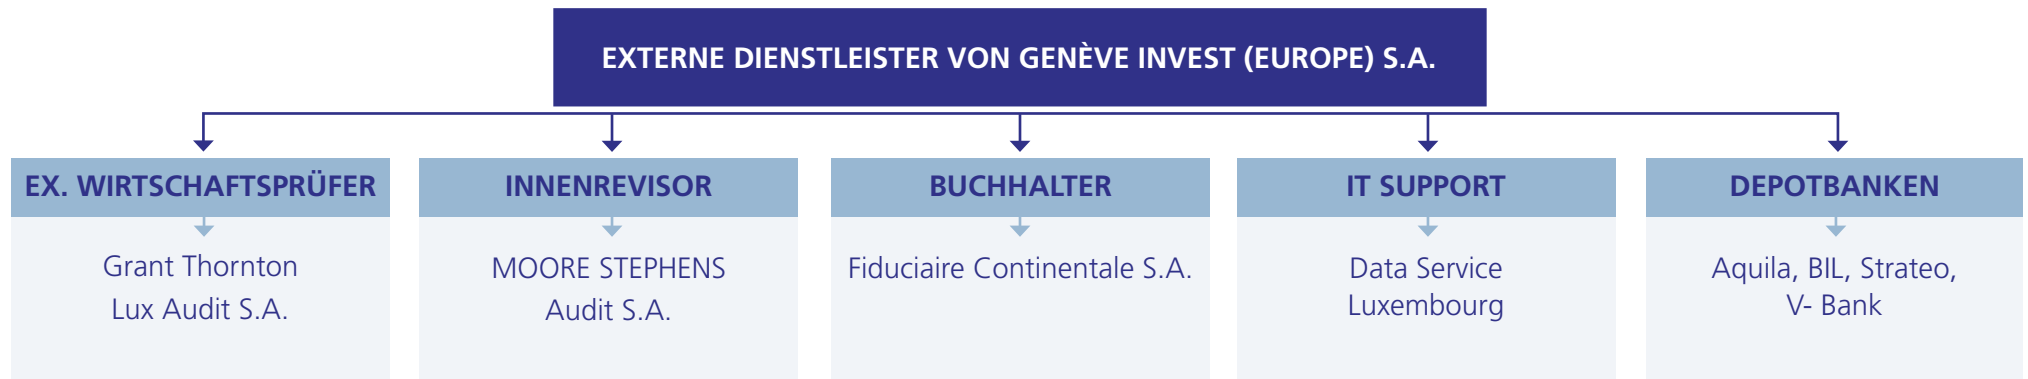 EXTERNE DIENSTLEISTER VON GENÈVE INVEST (EUROPE) S.A.
EX. WIRTSCHAFTSPRÜFER
Grant Thornton
Lux Audit S.A.
INNENREVISOR
MOORE STEPHENS
Audit S.A.
BUCHHALTER
Fiduciaire Continentale S.A.
IT SUPPORT
Data Service
Luxembourg
DEPOTBANKEN
Aquila, BIL, Strateo,
V- Bank